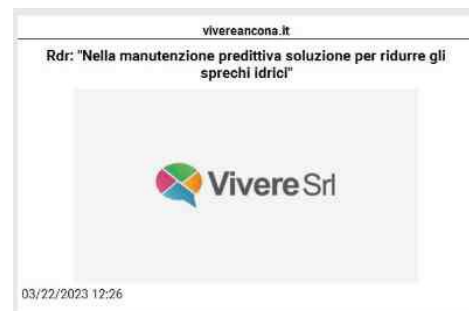 vivereancona.it
Rdr: "Nella manutenzione predittiva soluzione per ridurre gli
sprechi idrici"
Vivere Srl
03/22/2023 12:26